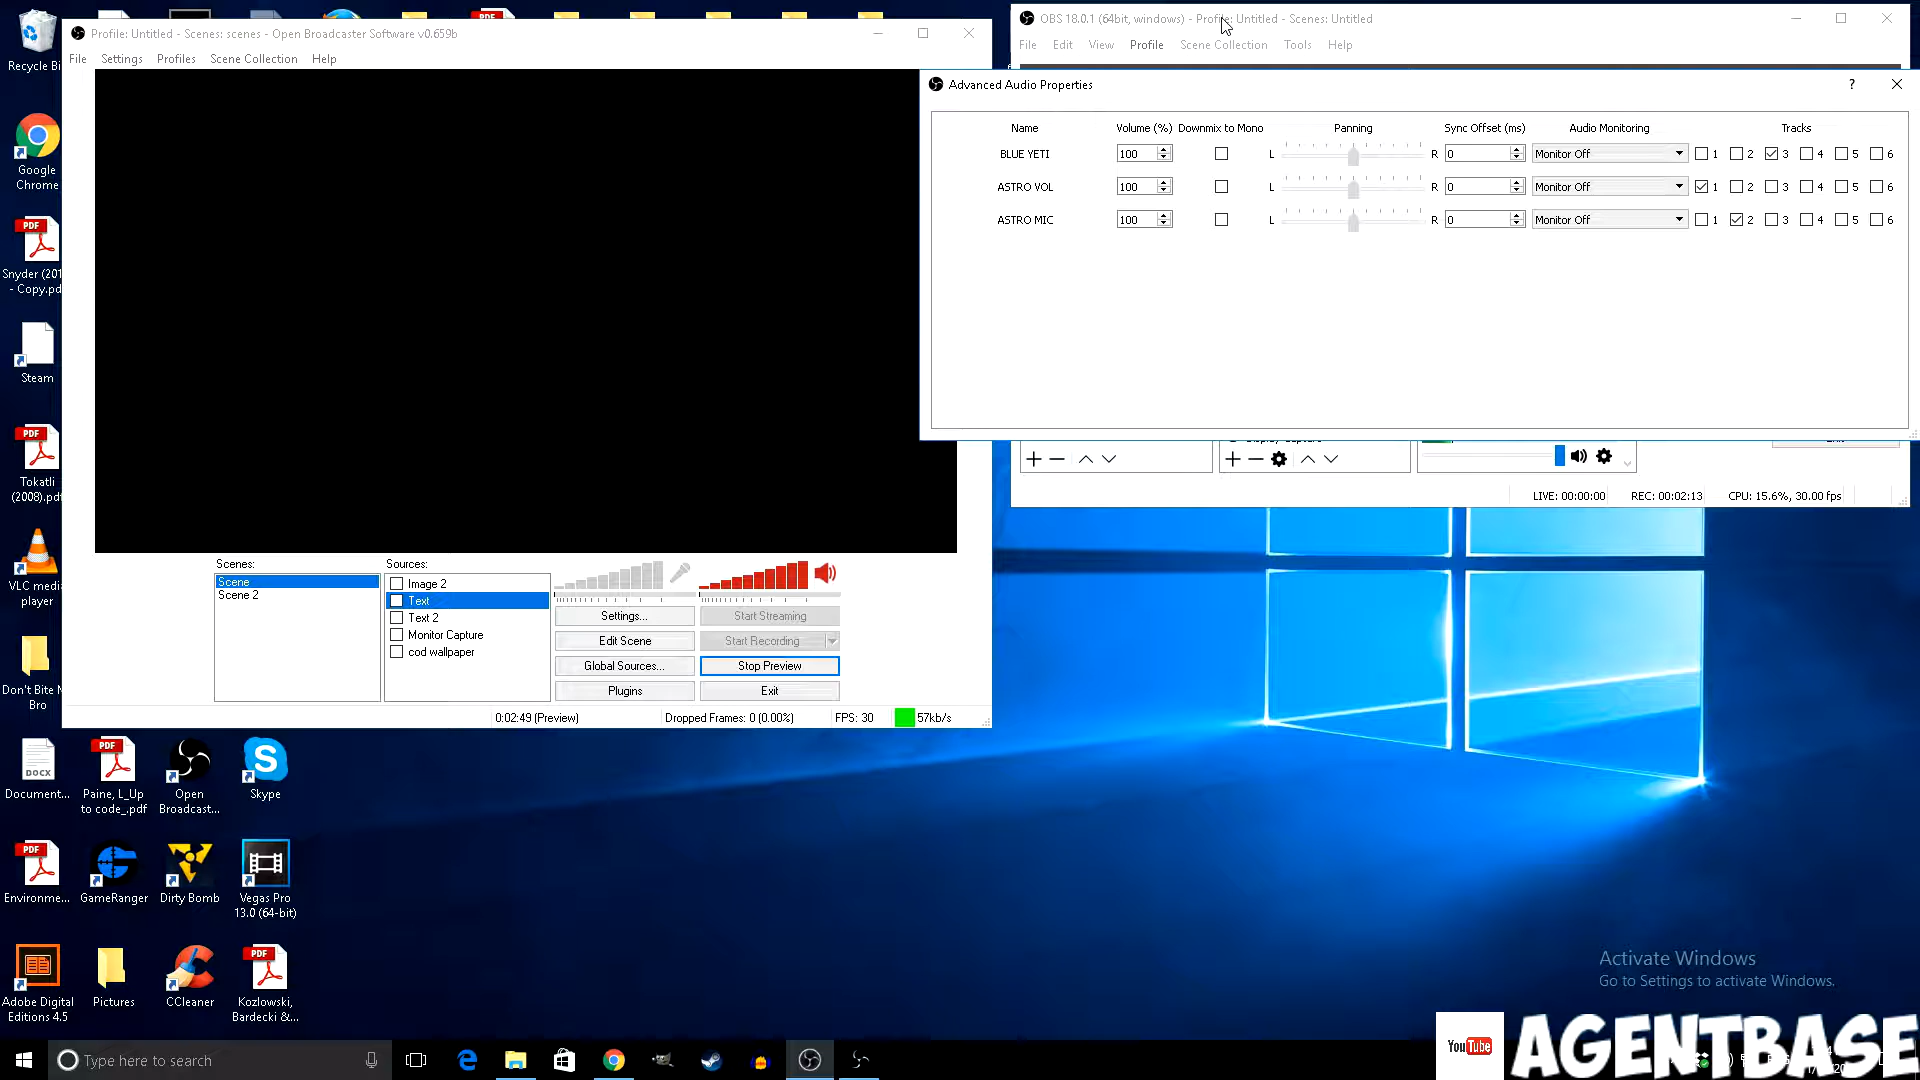 Recycle Bi
Google
Chrome
Snyder (201
- Copy.pd
Steam
Tokatli
(2008).pdf
VLC medi
player
Don't Bite M
Bro
Profile: Untitled - Scenes: scenes - Open Broadcaster Software v0.659b
File Settings Profiles Scene Collection Help
Scenes:
Scene
Scene 2
Sources:
Image 2
Text
Text 2
Monitor Capture
cod wallpaper
Settings...
Start Streaming
Edit Scene
Start Recording
Global Sources...
Stop Preview
Plugins
Exit
0:02:49 (Preview) Dropped Frames: 0 (0.00%) FPS: 30 57kb/s
OBS 18.0.1 (64bit, windows) - Profile: Untitled - Scenes: Untitled
File Edit View Profile Scene Collection Tools Help
Advanced Audio Properties
Name Volume (%) Downmix to Mono Panning Sync Offset (ms) Audio Monitoring Tracks
BLUE YETI 100 L R 0 Monitor Off 1 2 3 4 5 6
ASTRO VOL 100 L R 0 Monitor Off 1 2 3 4 5 6
ASTRO MIC 100 L R 0 Monitor Off 1 2 3 4 5 6
LIVE: 00:00:00 REC: 00:02:13 CPU: 15.6%, 30.00 fps
PDF
PDF
PDF
DOCX
PDF
Document...
Paine, L_Up
to code_.pdf
Open
Broadcast...
Skype
PDF
Environme...
GameRanger
Dirty Bomb
Vegas Pro
13.0 (64-bit)
Adobe Digital
Editions 4.5
Pictures
CCleaner
PDF
Kozlowski,
Bardecki &...
Activate Windows
Go to Settings to activate Windows.
Type here to search
YouTube
AGENTBASE